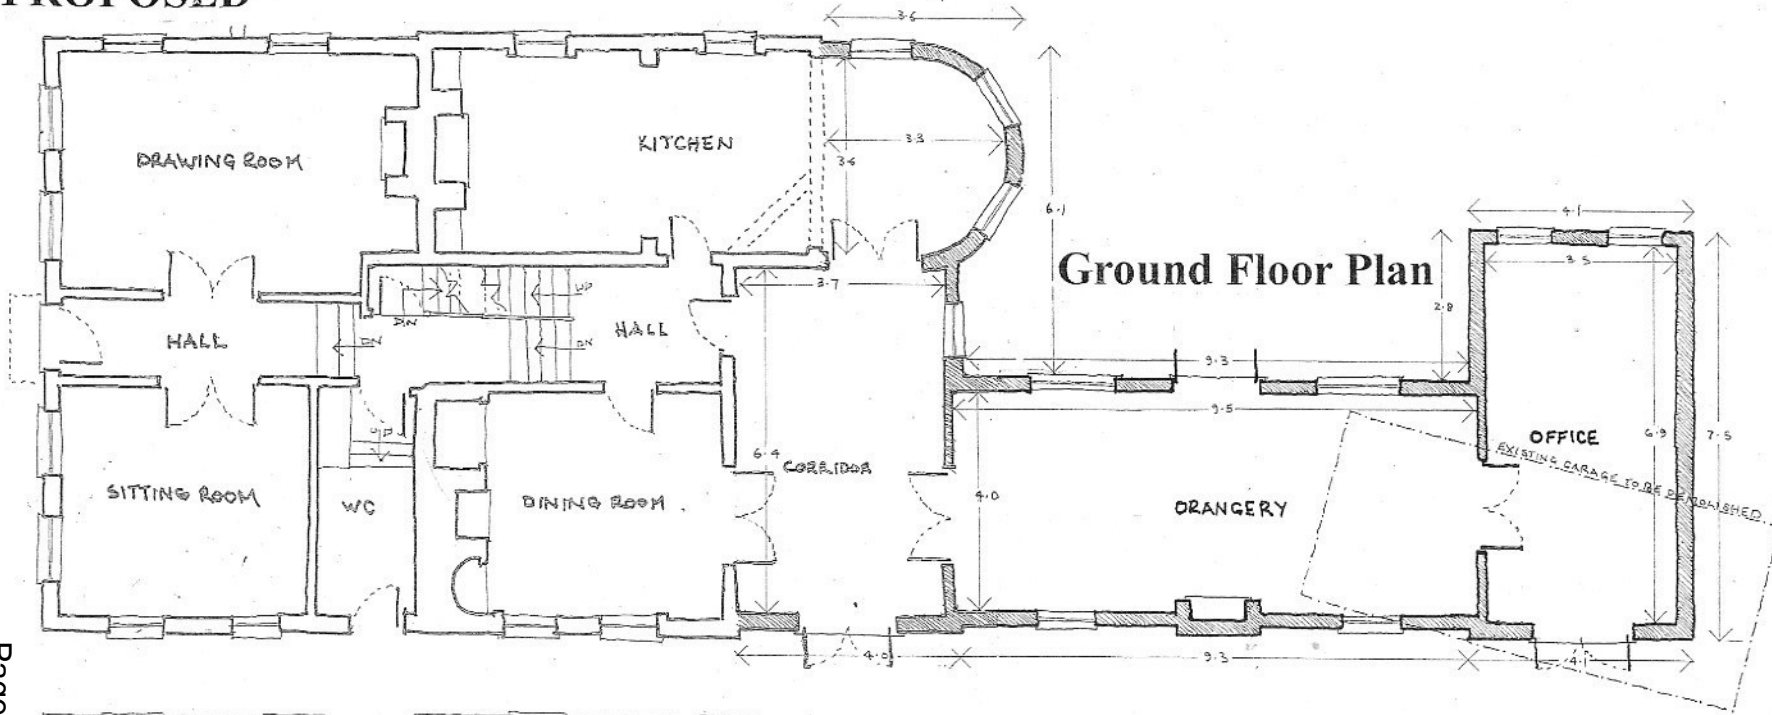 PROPOSED
3.6
DRAWING ROOM
KITCHEN
3.3
3.6
6.1
4.1
Ground Floor Plan
3.5
2.8
3.7
UP
DN
HALL
DN
HALL
DN
9.3
9.5
UP
OFFICE
6.9
7.5
EXISTING GARAGE TO BE DEMOLISHED
6.4
CORRIDOR
SITTING ROOM
WC
DINING ROOM
4.0
ORANGERY
4.0
9.3
4.1
Page